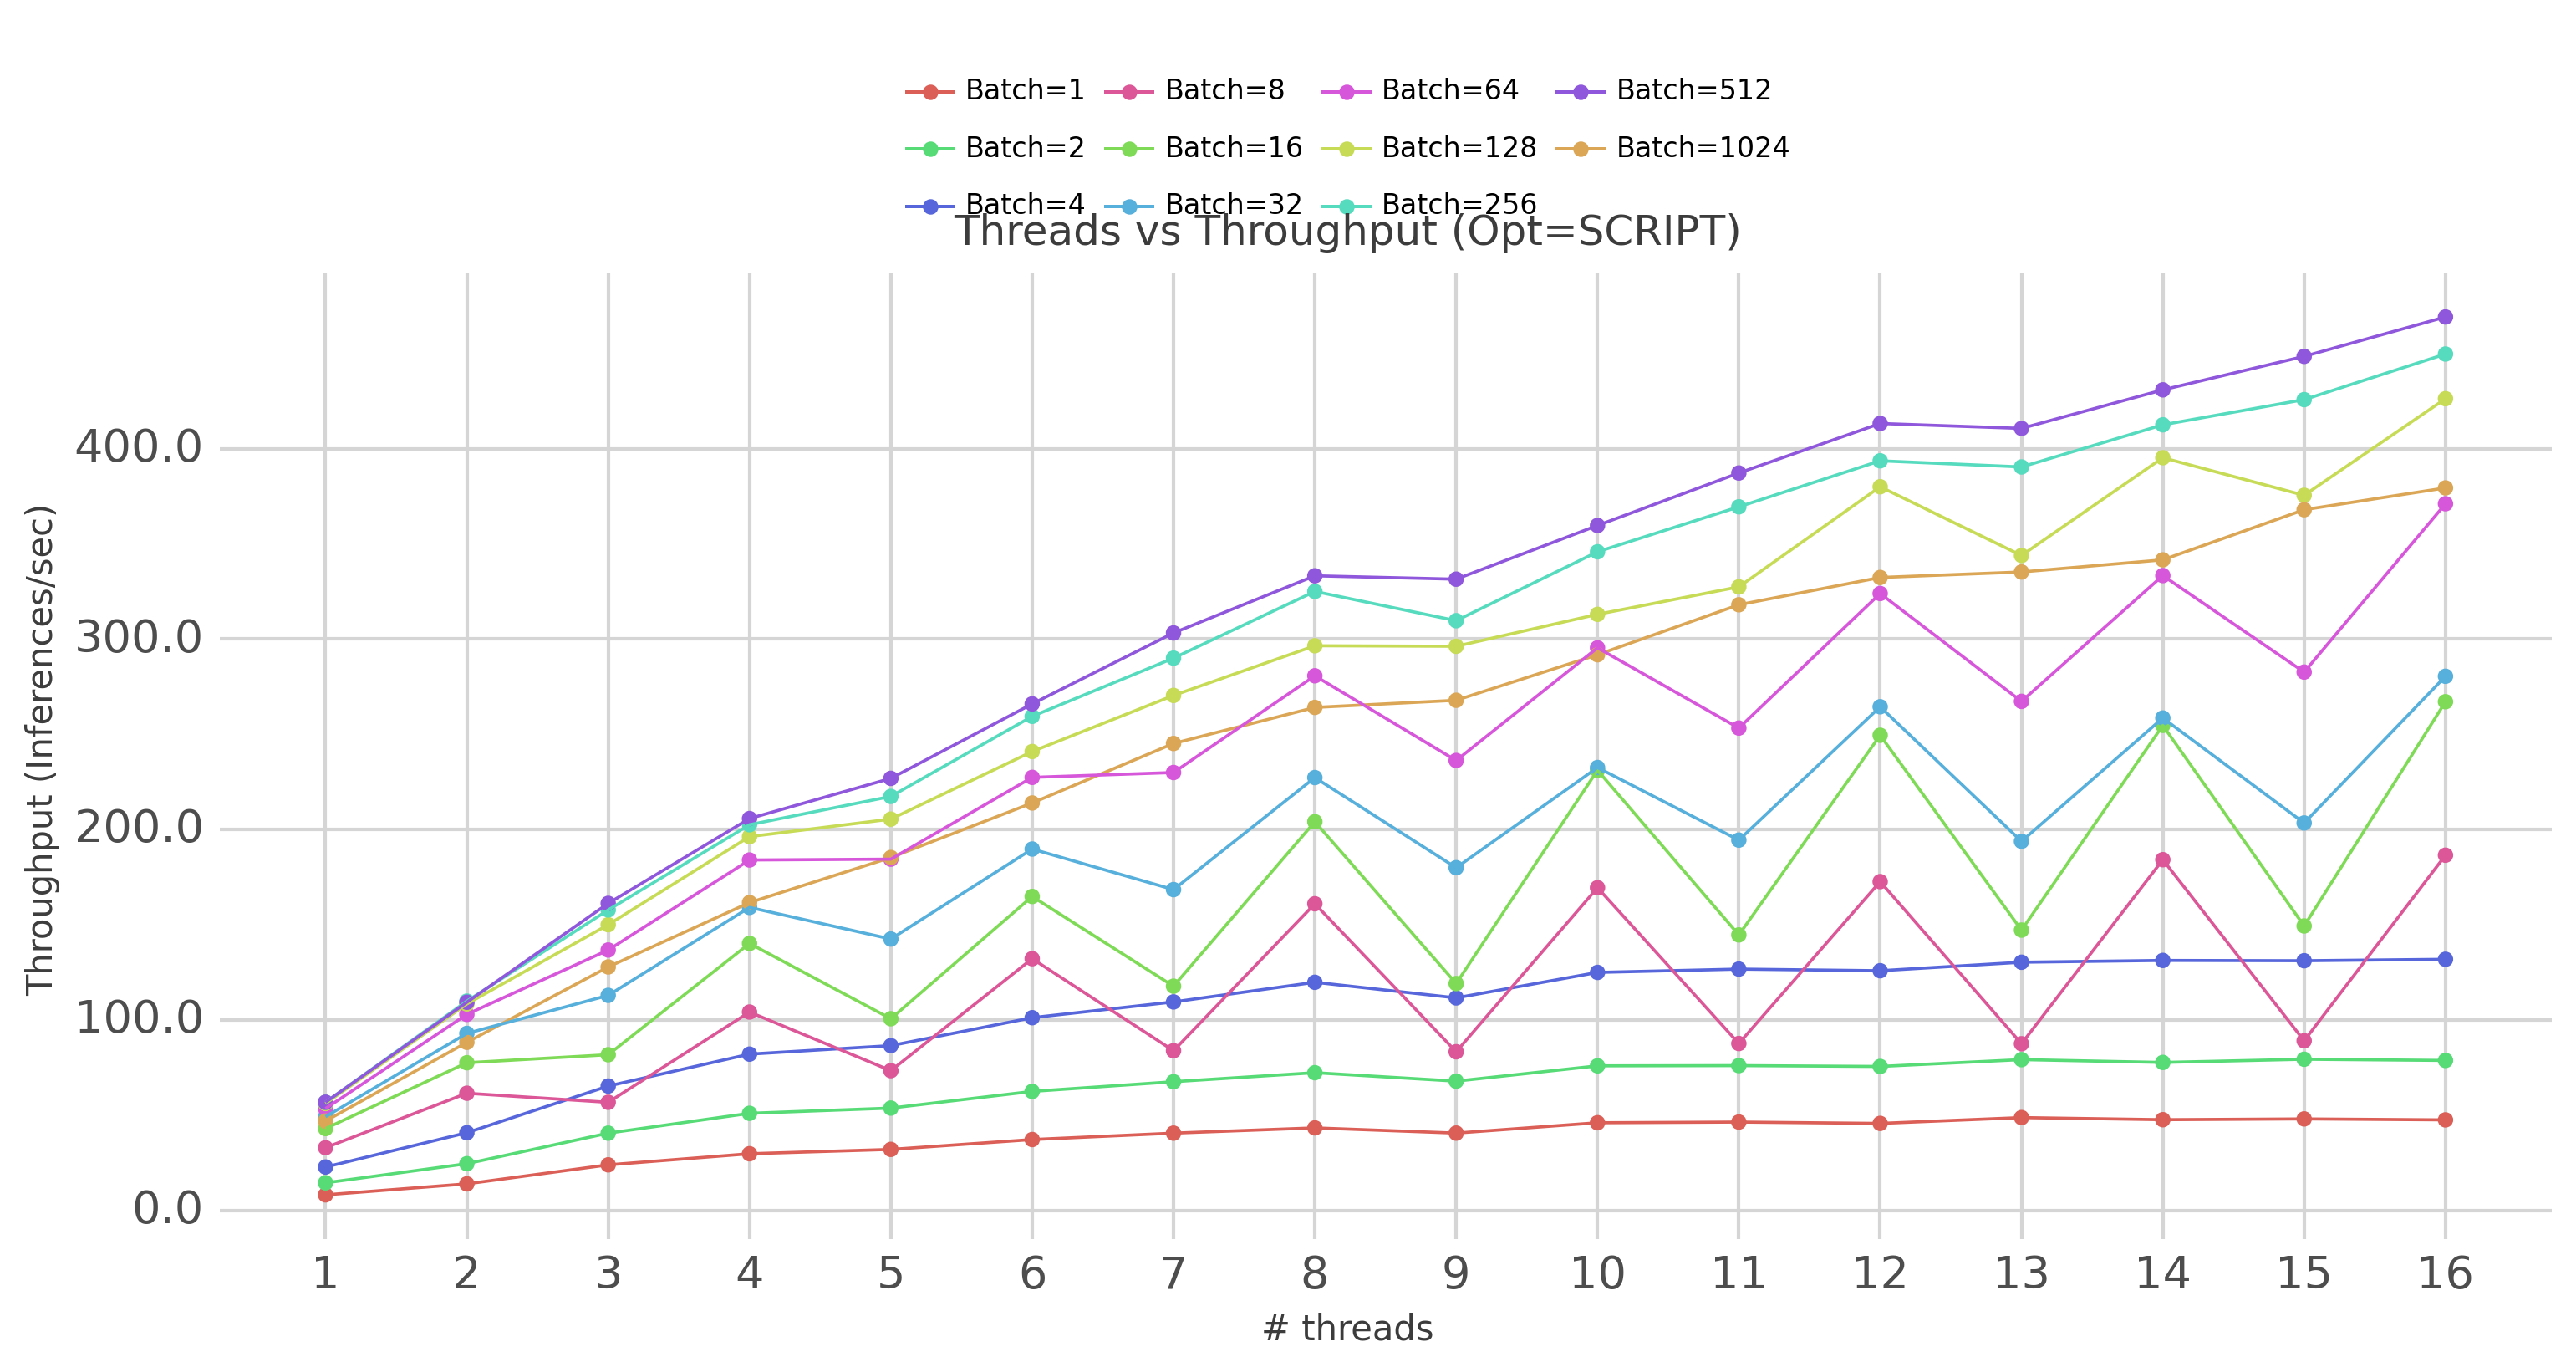 Batch=1 Batch=8 Batch=64 Batch=512
Batch=2 Batch=16 Batch=128 Batch=1024
Batch=4 Batch=32 Batch=256
Threads vs Throughput (Opt=SCRIPT)
Throughput (Inferences/sec)
400.0
300.0
200.0
100.0
0.0
1 2 3 4 5 6 7 8 9 10 11 12 13 14 15 16
# threads